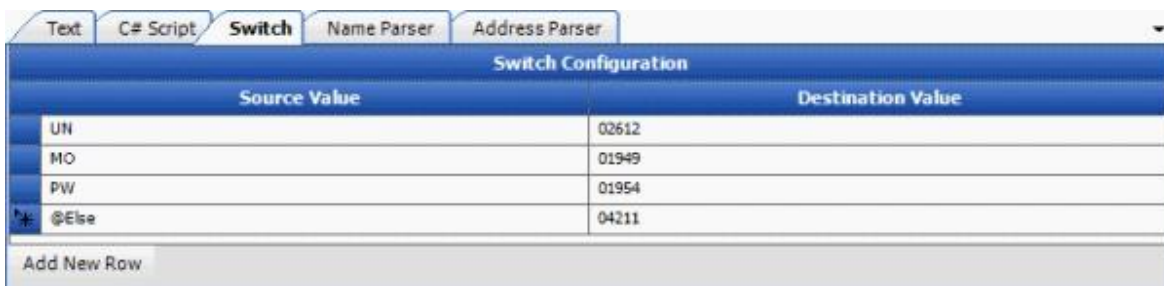 Text C# Script Switch Name Parser Address Parser
Switch Configuration
Source Value Destination Value
UN 02612
MO 01949
PW 01954
@Else 04211
Add New Row